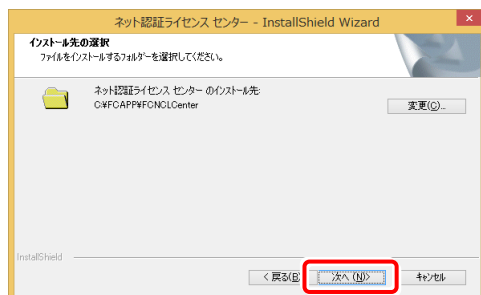 ネット認証ライセンス センター - InstallShield Wizard
インストール先の選択
ファイルをインストールするフォルダーを選択してください。
ネット認証ライセンス センター のインストール先:
C:¥FCAPP¥FCNCLCenter
変更(C)...
InstallShield
< 戻る(B)
次へ (N)>
キャンセル